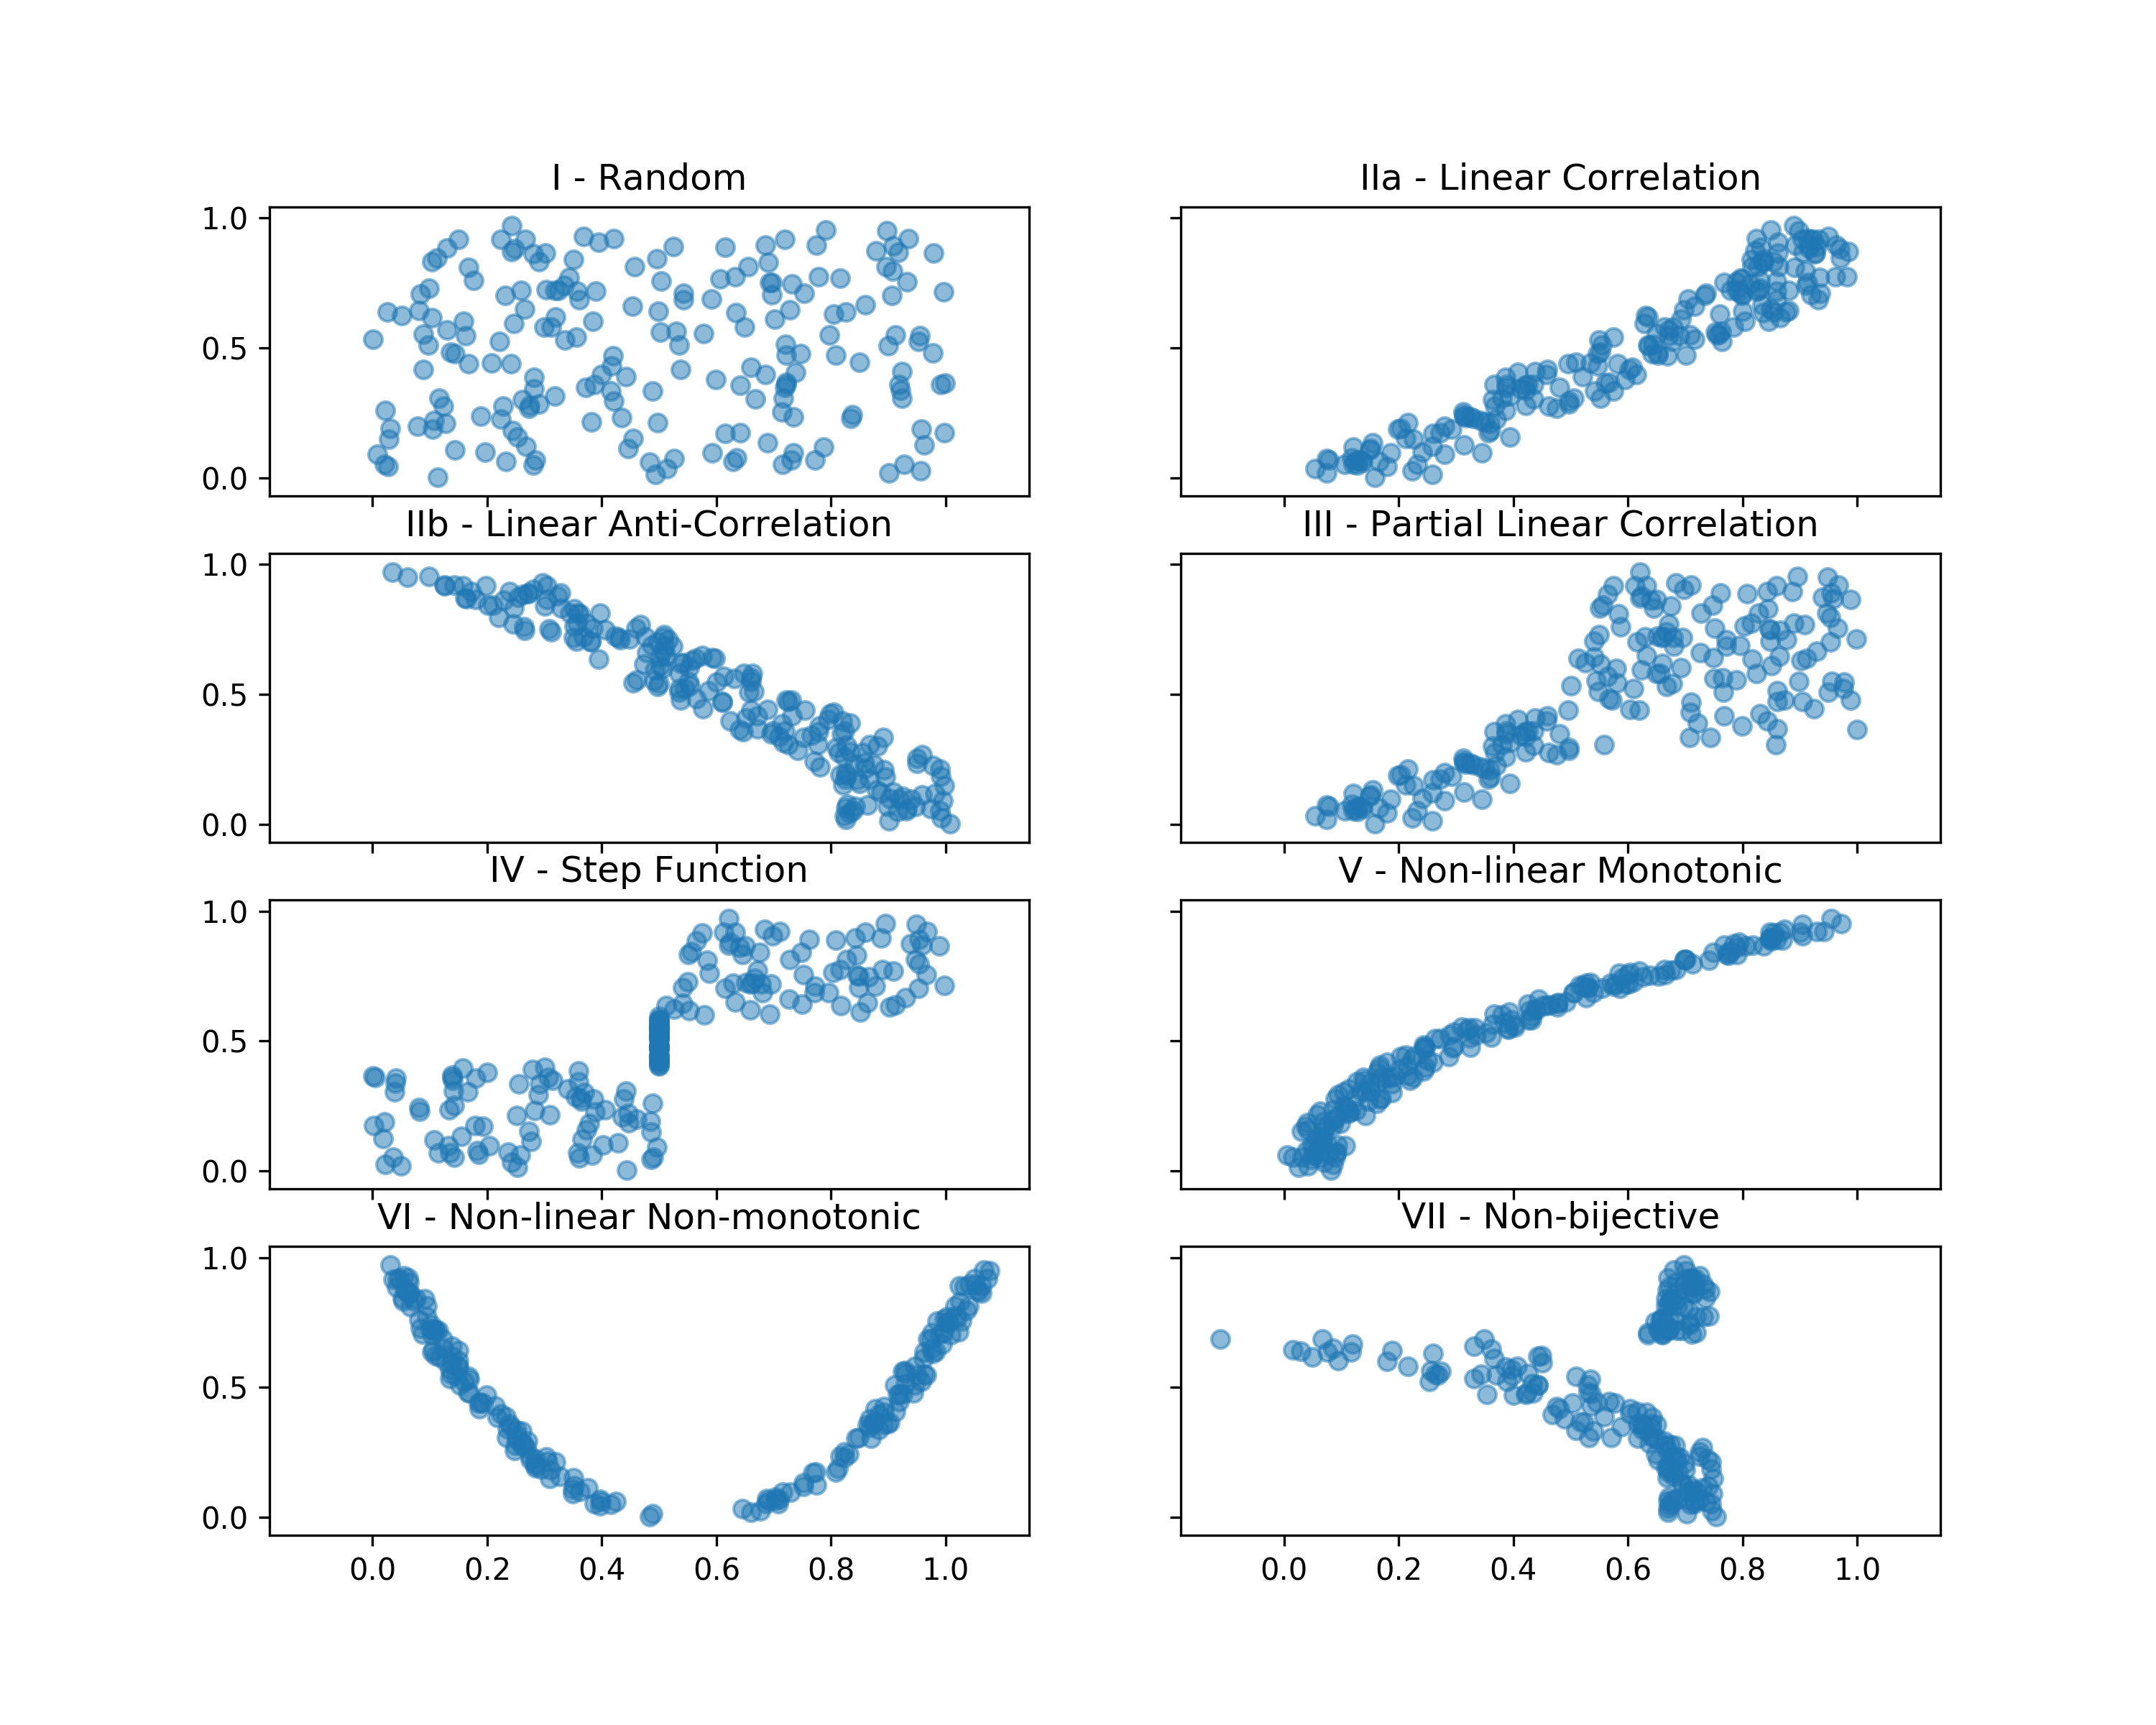 I - Random
IIa - Linear Correlation
1.0
0.5
0.0
IIb - Linear Anti-Correlation
III - Partial Linear Correlation
1.0
0.5
0.0
IV - Step Function
V - Non-linear Monotonic
1.0
0.5
0.0
VI - Non-linear Non-monotonic
VII - Non-bijective
1.0
0.5
0.0
0.0 0.2 0.4 0.6 0.8 1.0
0.0 0.2 0.4 0.6 0.8 1.0